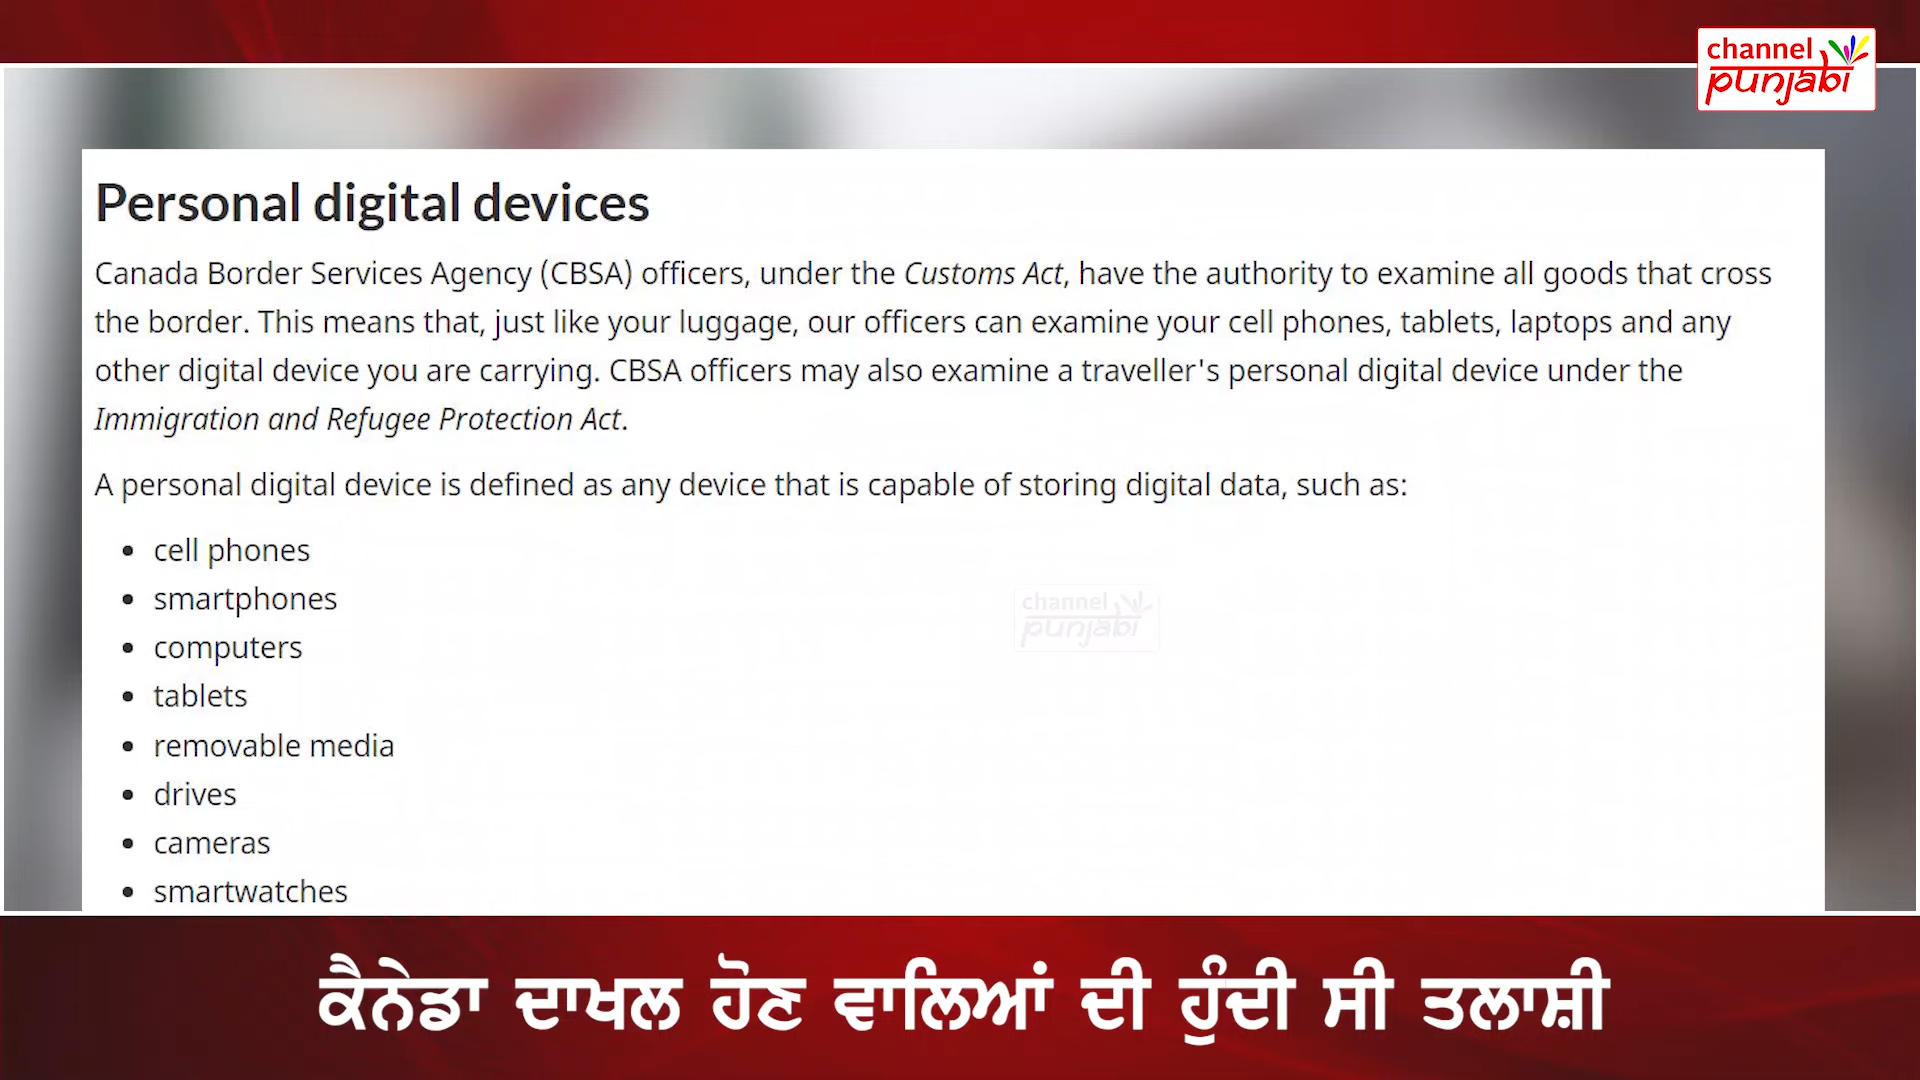 channel
punjabi
Personal digital devices
Canada Border Services Agency (CBSA) officers, under the Customs Act, have the authority to examine all goods that cross
the border. This means that, just like your luggage, our officers can examine your cell phones, tablets, laptops and any
other digital device you are carrying. CBSA officers may also examine a traveller's personal digital device under the
Immigration and Refugee Protection Act.
A personal digital device is defined as any device that is capable of storing digital data, such as:
• cell phones
• smartphones
• computers
channel
punjabi
• tablets
• removable media
• drives
• cameras
• smartwatches
ਕੈਨੇਡਾ ਦਾਖਲ ਹੋਣ ਵਾਲਿਆਂ ਦੀ ਹੁੰਦੀ ਸੀ ਤਲਾਸ਼ੀ